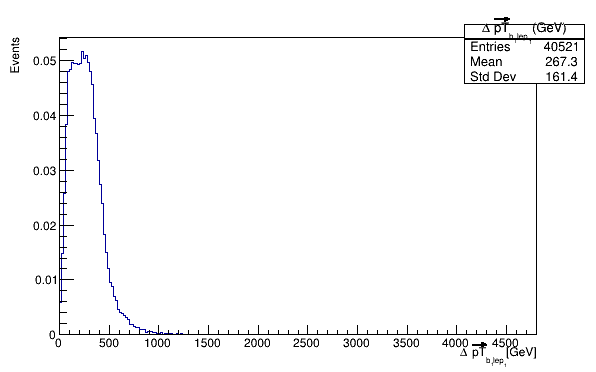 Δ pT b,lep1 (GeV)
Entries 40521
Mean 267.3
Std Dev 161.4
Events
0.05
0.04
0.03
0.02
0.01
0
0 500 1000 1500 2000 2500 3000 3500 4000 4500
Δ pT b,lep1 [GeV]